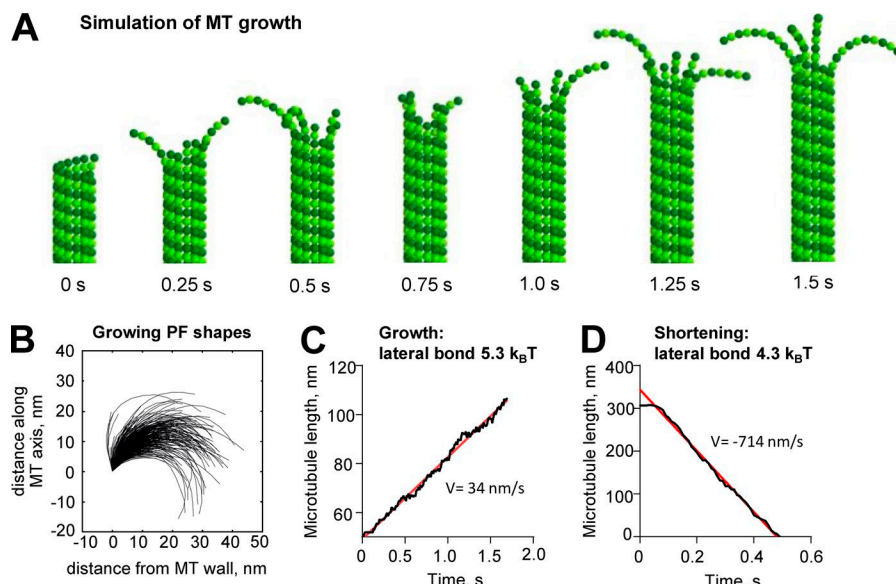 A Simulation of MT growth
0 s 0.25 s 0.5 s 0.75 s 1.0 s 1.25 s 1.5 s
B Growing PF shapes
distance along
MT axis, nm
40
30
20
10
0
-10
-20
-10 0 10 20 30 40 50
distance from MT wall, nm
C Growth:
lateral bond 5.3 kBT
Microtubule length, nm
120
100
80
60
V= 34 nm/s
0 0.5 1.0 1.5 2.0
Time, s
D Shortening:
lateral bond 4.3 kBT
Microtubule length, nm
400
300
200
100
0
V= -714 nm/s
0 0.2 0.4 0.6
Time, s